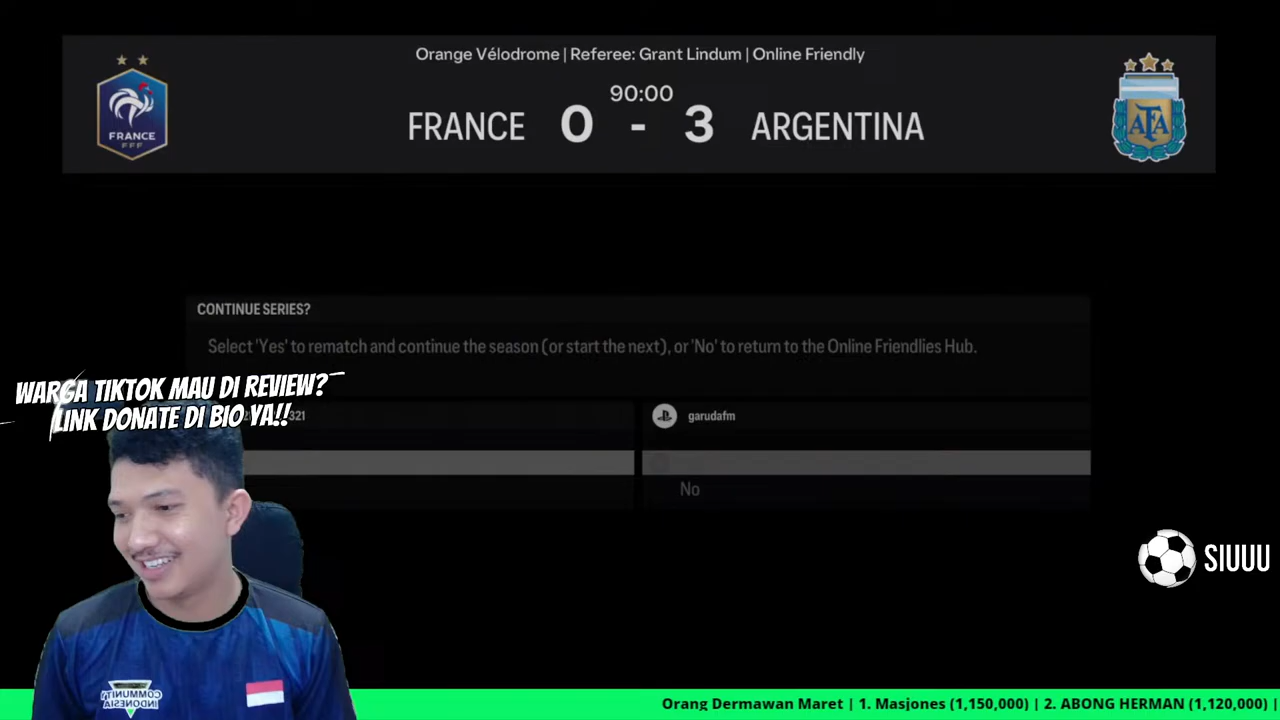 Orange Vélodrome | Referee: Grant Lindum | Online Friendly
90:00
FRANCE 0 - 3 ARGENTINA
FRANCE
FFF
AFA
CONTINUE SERIES?
Select 'Yes' to rematch and continue the season (or start the next), or 'No' to return to the Online Friendlies Hub.
WARGA TIKTOK MAU DI REVIEW?
LINK DONATE DI BIO YA!!
321
garudafm
No
SIUUU
COMMUNITY
INDONESIA
Orang Dermawan Maret | 1. Masjones (1,150,000) | 2. ABONG HERMAN (1,120,000) |